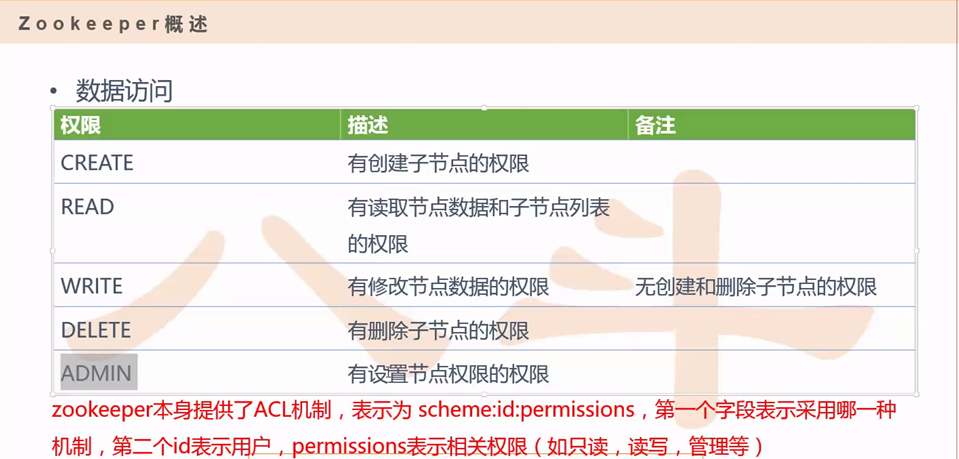 Zookeeper概述
• 数据访问
权限 描述 备注
CREATE 有创建子节点的权限
READ 有读取节点数据和子节点列表
的权限
WRITE 有修改节点数据的权限 无创建和删除子节点的权限
DELETE 有删除子节点的权限
ADMIN 有设置节点权限的权限
zookeeper本身提供了ACL机制，表示为 scheme:id:permissions，第一个字段表示采用哪一种
机制，第二个id表示用户，permissions表示相关权限（如只读，读写，管理等）
八斗